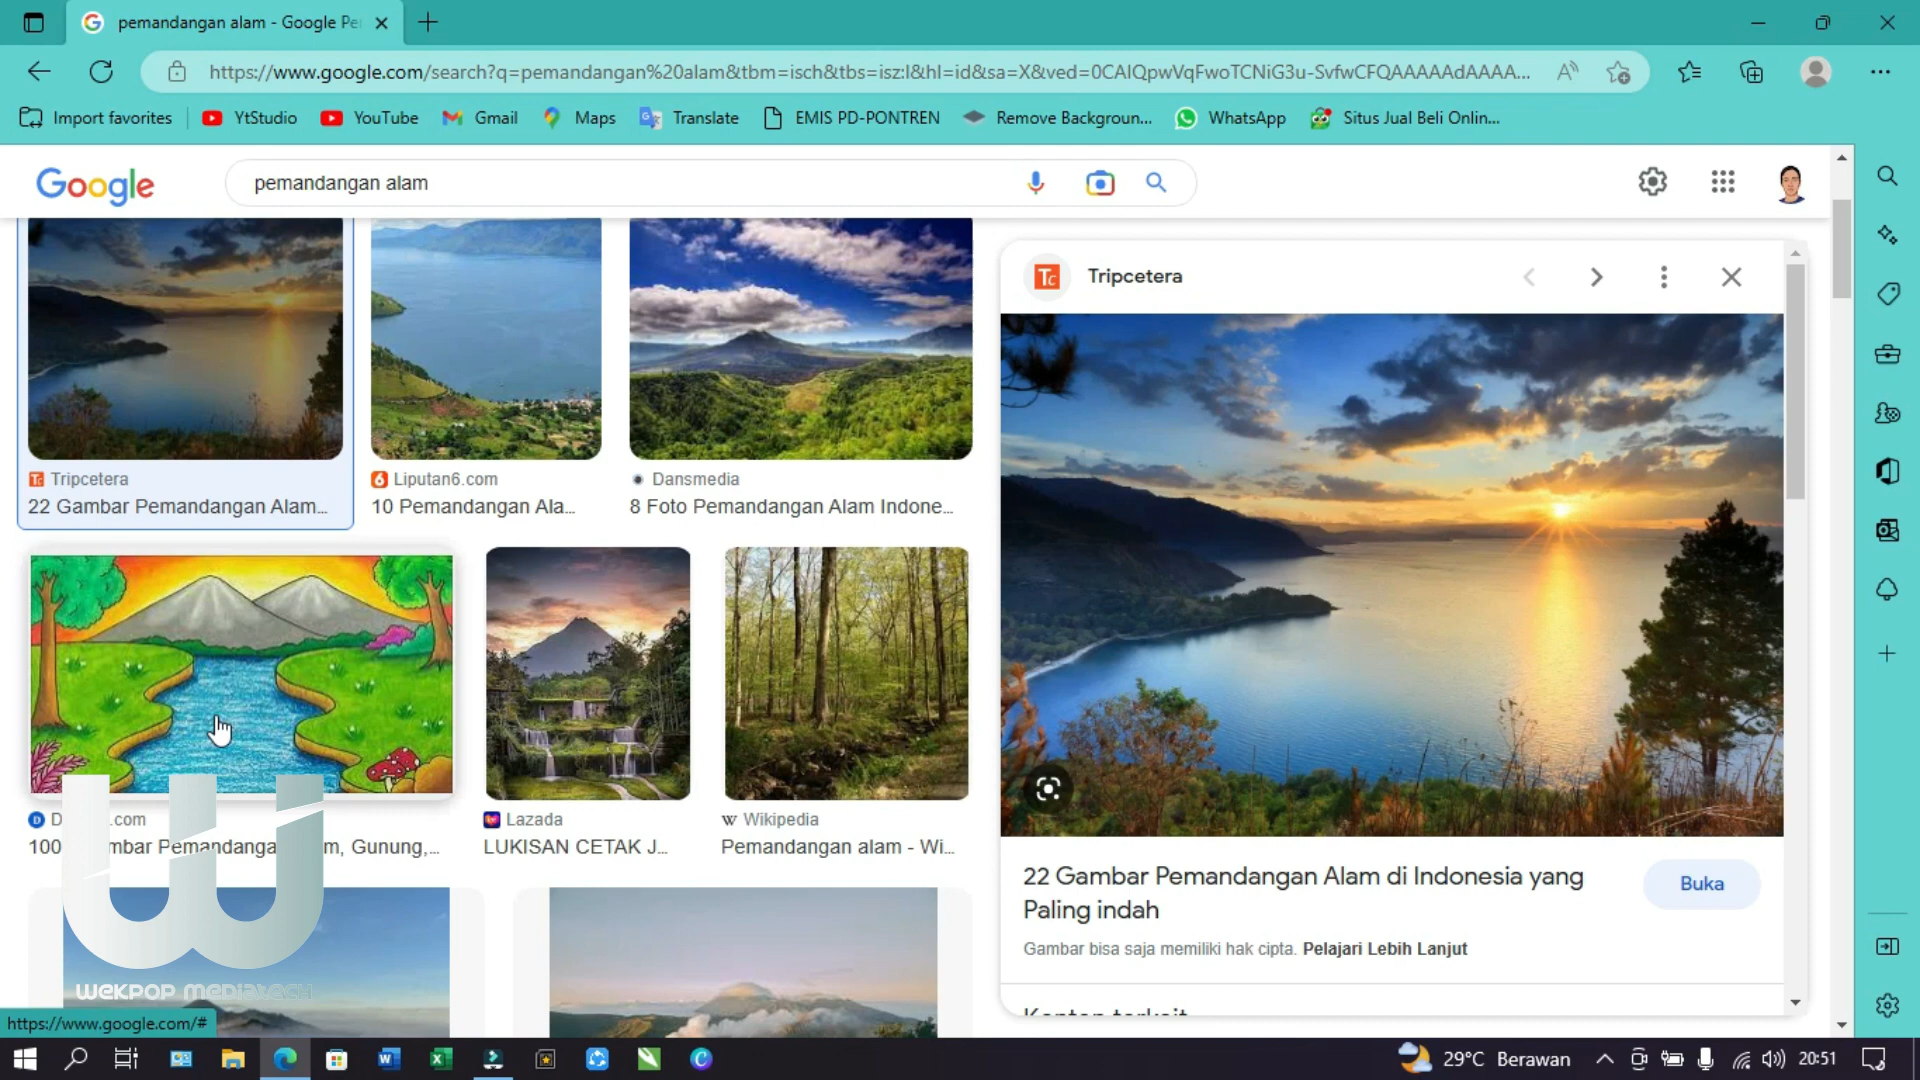 pemandangan alam - Google Pe
https://www.google.com/search?q=pemandangan%20alam&tbm=isch&tbs=isz:l&hl=id&sa=X&ved=0CAIQpwVqFwoTCNiG3u-SvfwCFQAAAAAdAAAA...
Import favorites
YtStudio
YouTube
Gmail
Maps
Translate
EMIS PD-PONTREN
Remove Backgroun...
WhatsApp
Situs Jual Beli Onlin...
Google
pemandangan alam
Tripcetera
22 Gambar Pemandangan Alam...
Liputan6.com
10 Pemandangan Ala...
Dansmedia
8 Foto Pemandangan Alam Indone...
.com
100 mbar Pemandanga m, Gunung,...
Lazada
LUKISAN CETAK J...
Wikipedia
Pemandangan alam - Wi...
Tripcetera
22 Gambar Pemandangan Alam di Indonesia yang
Paling indah
Buka
Gambar bisa saja memiliki hak cipta. Pelajari Lebih Lanjut
Konten terkait
WEKPOP MEDIATECH
https://www.google.com/#
29°C Berawan
20:51